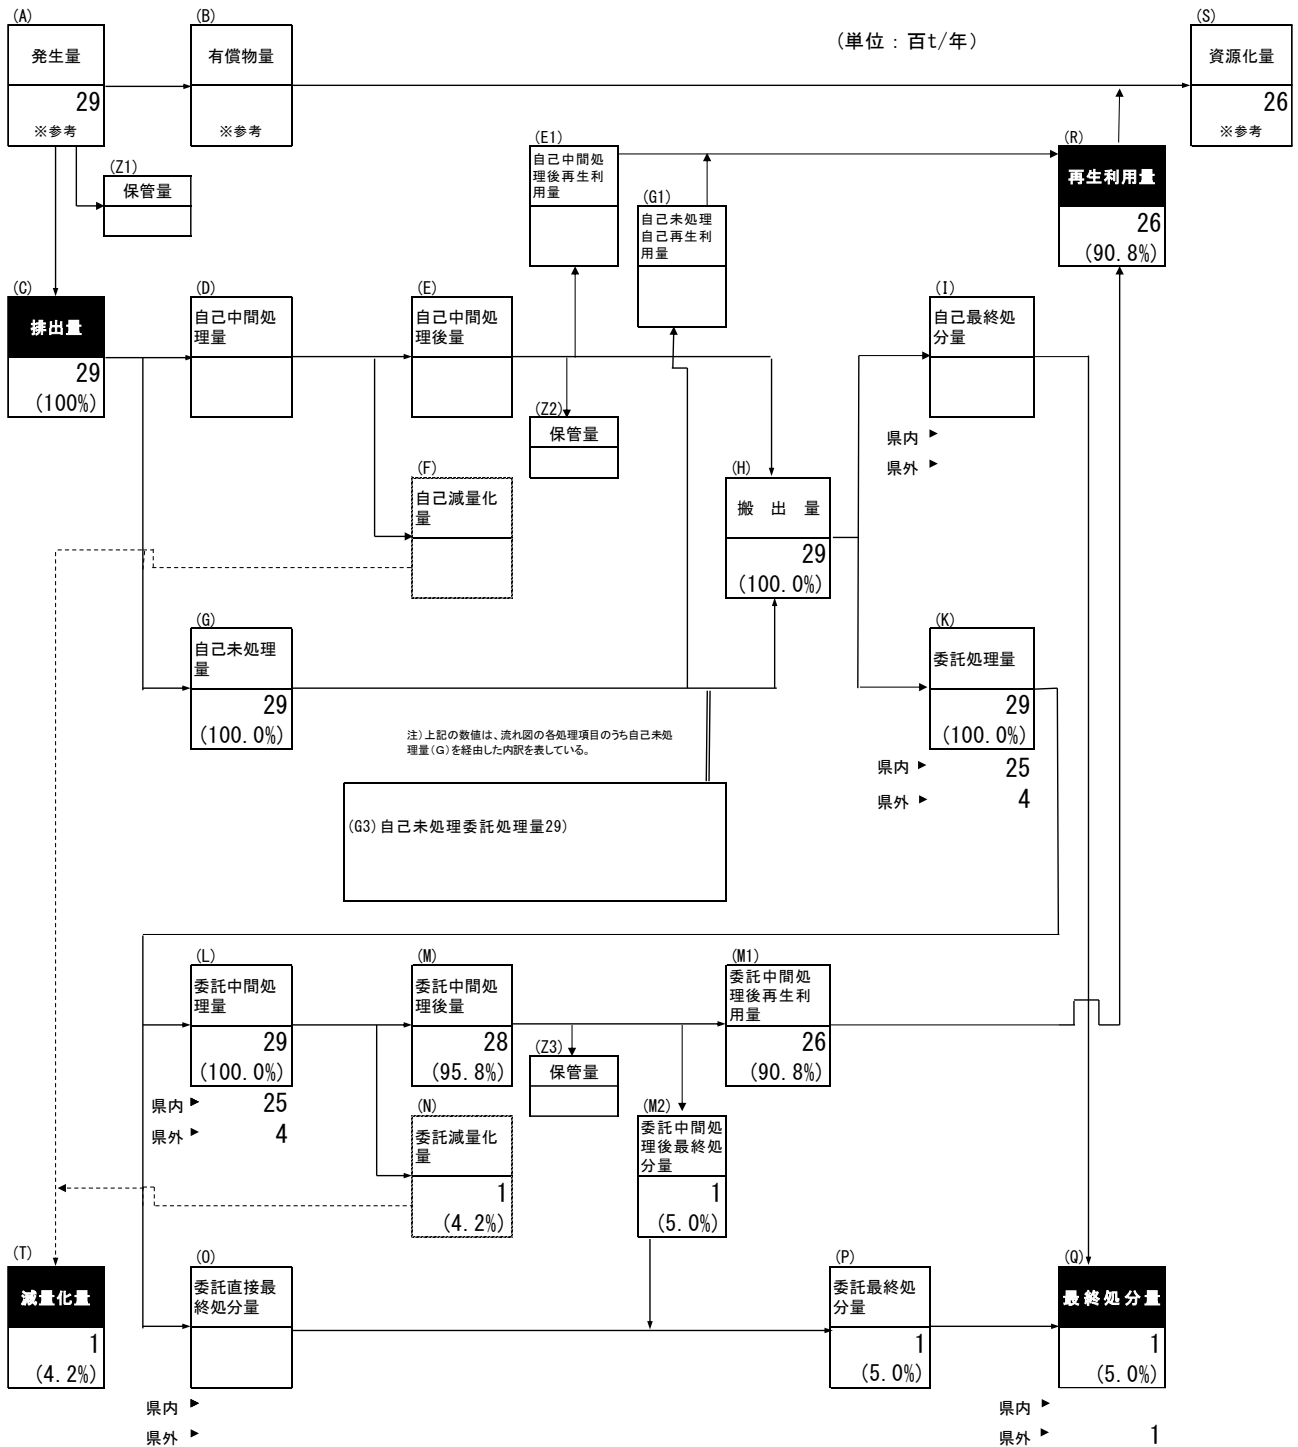 (A)
発生量
29
※参考
(B)
有償物量
※参考
(単位：百t/年)
(S)
資源化量
26
※参考
(Z1)
保管量
(E1)
自己中間処
理後再生利
用量
(G1)
自己未処理
自己再生利
用量
(R)
再生利用量
26
(90.8%)
(C)
排出量
29
(100%)
(D)
自己中間処
理量
(E)
自己中間処
理後量
(Z2)
保管量
(F)
自己減量化
量
(H)
搬 出 量
29
(100.0%)
(I)
自己最終処
分量
県内 ►
県外 ►
(G)
自己未処理
量
29
(100.0%)
(K)
委託処理量
29
(100.0%)
県内 ► 25
県外 ► 4
注)上記の数値は、流れ図の各処理項目のうち自己未処
理量(G)を経由した内訳を表している。
(G3)自己未処理委託処理量29)
(L)
委託中間処
理量
29
(100.0%)
県内 ► 25
県外 ► 4
(M)
委託中間処
理後量
28
(95.8%)
(Z3)
保管量
(M1)
委託中間処
理後再生利
用量
26
(90.8%)
(N)
委託減量化
量
1
(4.2%)
(M2)
委託中間処
理後最終処
分量
1
(5.0%)
(T)
減量化量
1
(4.2%)
(O)
委託直接最
終処分量
県内 ►
県外 ►
(P)
委託最終処
分量
1
(5.0%)
(Q)
最終処分量
1
(5.0%)
県内 ►
県外 ► 1